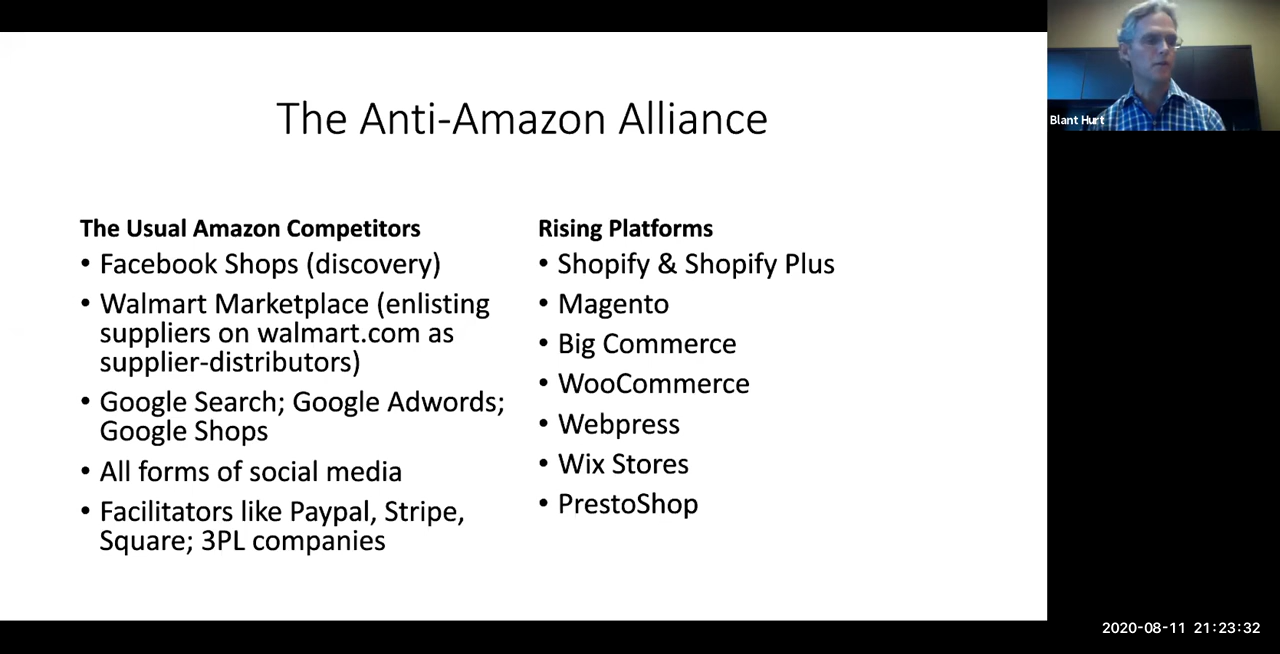 The Anti-Amazon Alliance
The Usual Amazon Competitors
• Facebook Shops (discovery)
• Walmart Marketplace (enlisting
suppliers on walmart.com as
supplier-distributors)
• Google Search; Google Adwords;
Google Shops
• All forms of social media
• Facilitators like Paypal, Stripe,
Square; 3PL companies
Rising Platforms
• Shopify & Shopify Plus
• Magento
• Big Commerce
• WooCommerce
• Webpress
• Wix Stores
• PrestoShop
Blant Hurt
2020-08-11 21:23:32